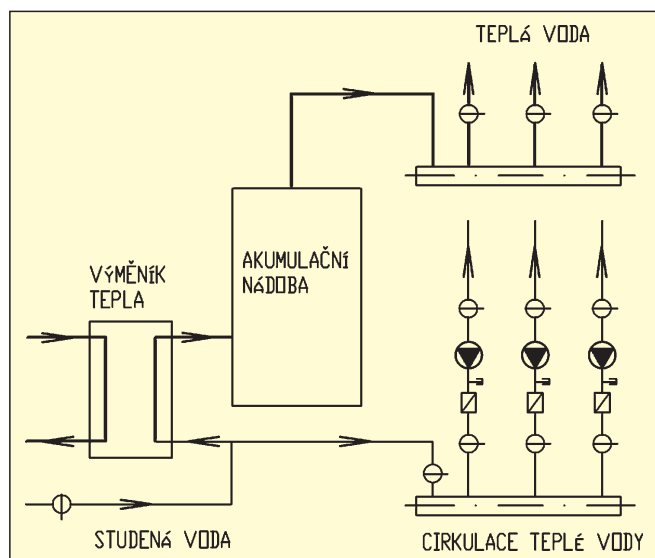 TEPLÁ VODA
AKUMULAČNÍ
NÁDOBA
VÝMĚNÍK
TEPLA
STUDENÁ VODA
CIRKULACE TEPLÉ VODY